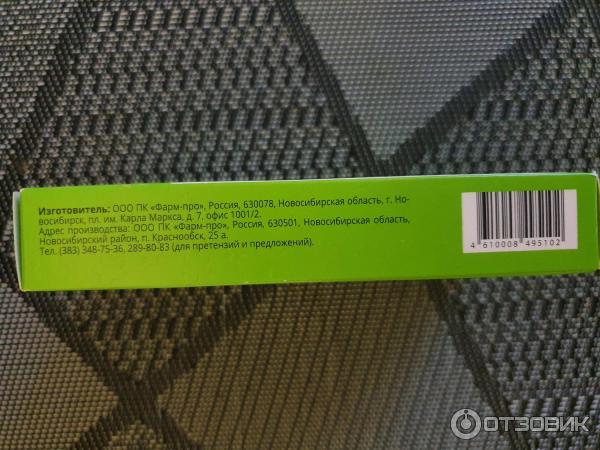 Изготовитель: ООО ПК «Фарм-про», Россия, 630078, Новосибирская область, г. Но-
восибирск, пл. им. Карла Маркса, д. 7, офис 1001/2.
Адрес производства: ООО ПК «Фарм-про», Россия, 630501, Новосибирская область,
Новосибирский район, п. Краснообск, 25 а.
Тел. (383) 348-75-36, 289-80-83 (для претензий и предложений).
4 610008 495102
ОТЗОВИК